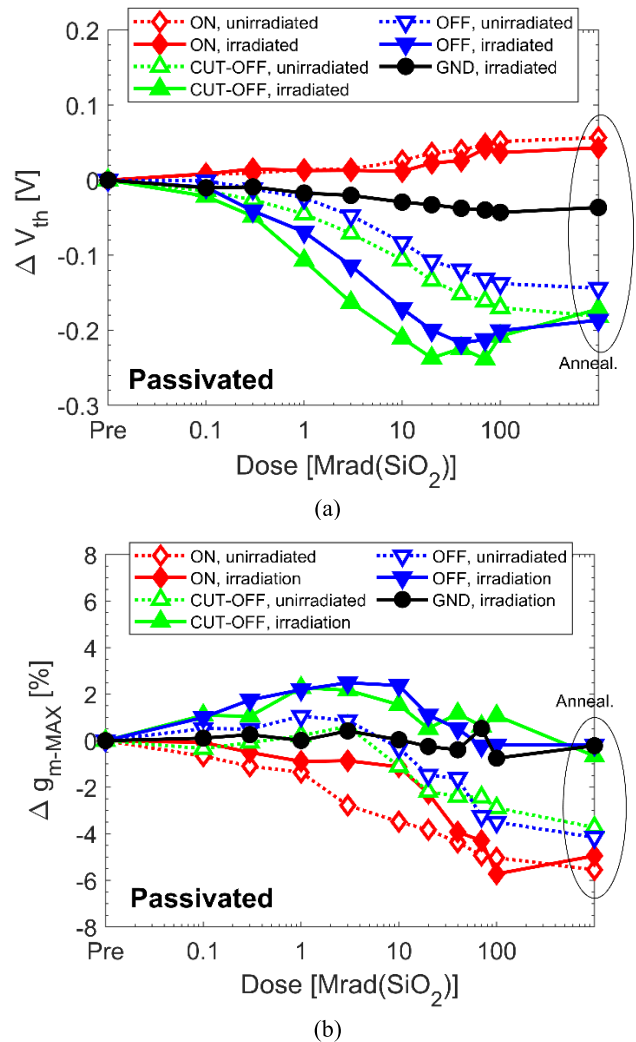 ON, unirradiated
OFF, unirradiated
ON, irradiated
OFF, irradiated
CUT-OFF, unirradiated
GND, irradiated
CUT-OFF, irradiated
0.2
0.1
0
-0.1
-0.2
-0.3
Δ V_th [V]
Anneal.
Passivated
Pre 0.1 1 10 100
Dose [Mrad(SiO_2)]
(a)
ON, unirradiated
OFF, unirradiated
ON, irradiation
OFF, irradiation
CUT-OFF, unirradiated
GND, irradiation
CUT-OFF, irradiation
8
6
4
2
0
-2
-4
-6
-8
Δ g_m-MAX [%]
Anneal.
Passivated
Pre 0.1 1 10 100
Dose [Mrad(SiO_2)]
(b)